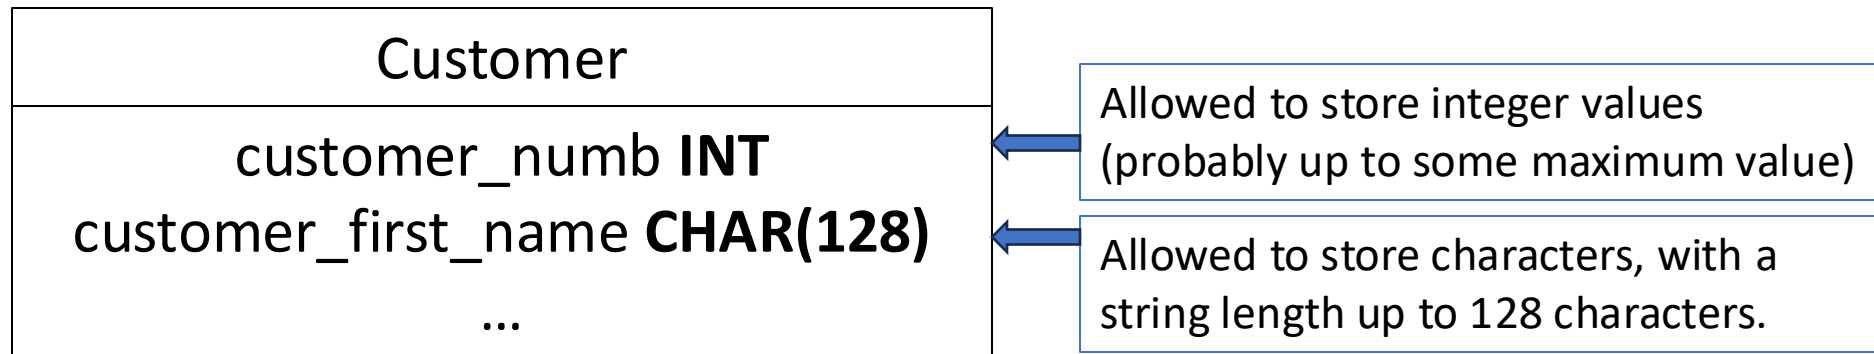 Customer
customer_numb INT
customer_first_name CHAR(128)
...
Allowed to store integer values
(probably up to some maximum value)
Allowed to store characters, with a
string length up to 128 characters.